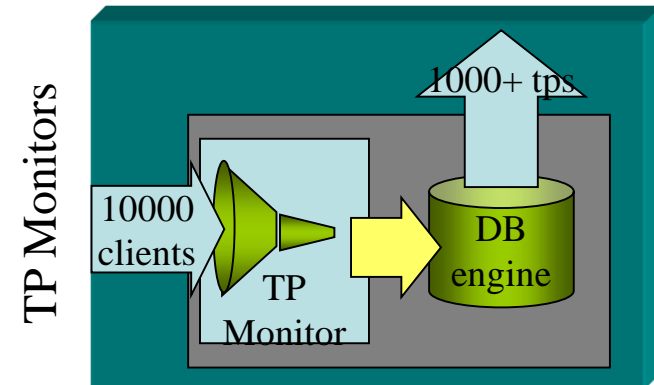 TP Monitors
1000+ tps
10000
clients
DB
engine
TP
Monitor